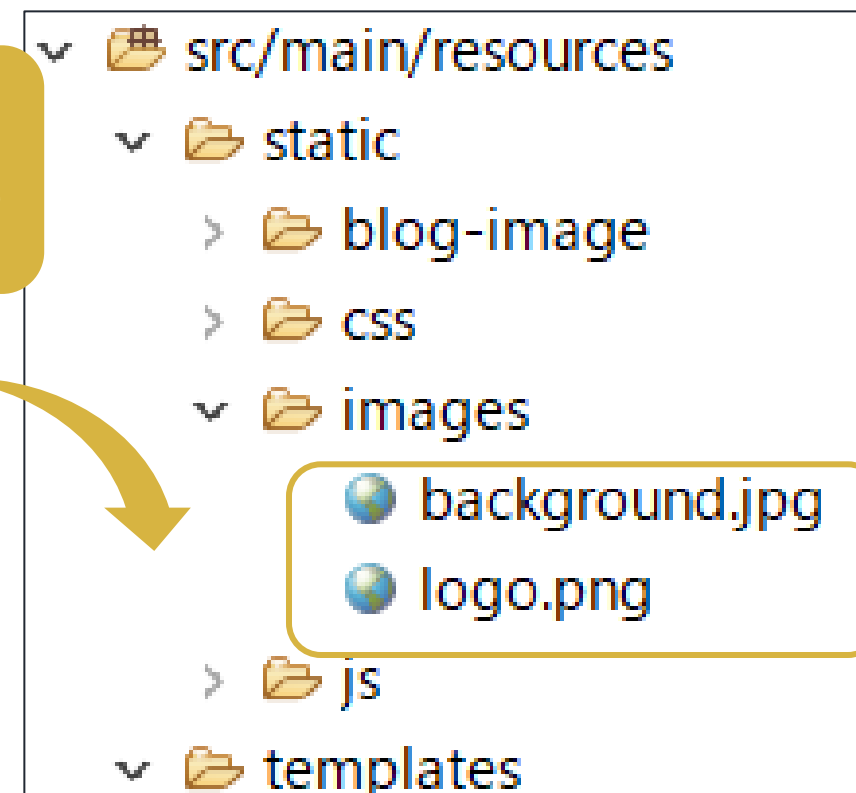 src/main/resources
static
blog-image
css
images
background.jpg
logo.png
js
templates